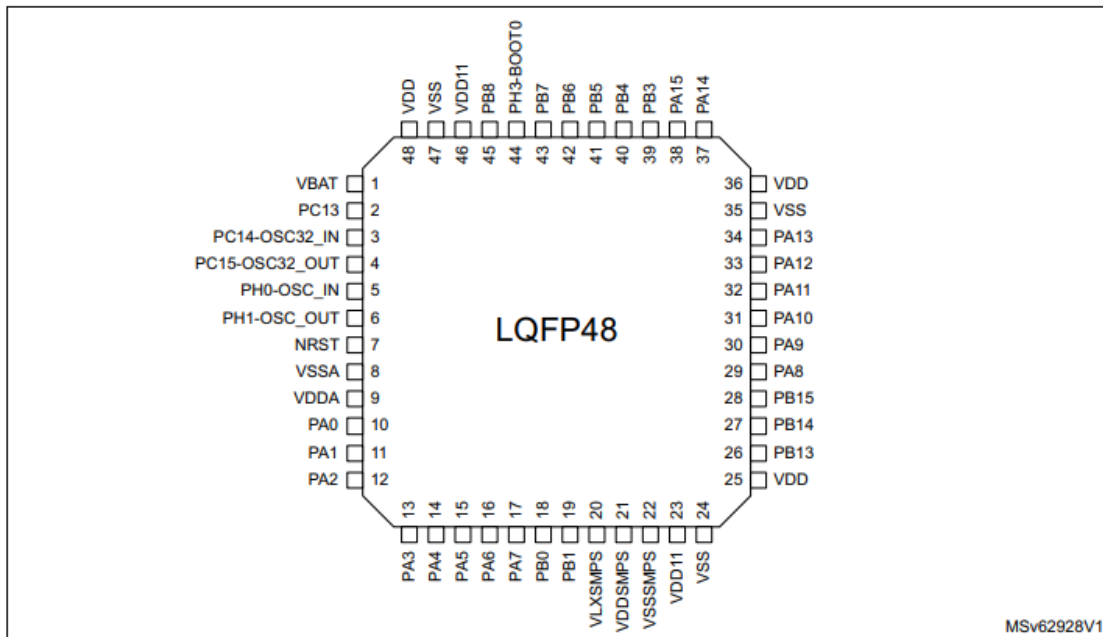 VDD
VSS
VDD11
PB8
PH3-BOOT0
PB7
PB6
PB5
PB4
PB3
PA15
PA14
48
47
46
45
44
43
42
41
40
39
38
37
VBAT 1
PC13 2
PC14-OSC32_IN 3
PC15-OSC32_OUT 4
PH0-OSC_IN 5
PH1-OSC_OUT 6
NRST 7
VSSA 8
VDDA 9
PA0 10
PA1 11
PA2 12
LQFP48
36 VDD
35 VSS
34 PA13
33 PA12
32 PA11
31 PA10
30 PA9
29 PA8
28 PB15
27 PB14
26 PB13
25 VDD
13
14
15
16
17
18
19
20
21
22
23
24
PA3
PA4
PA5
PA6
PA7
PB0
PB1
VLXSMPS
VDDSMPS
VSSSMPS
VDD11
VSS
MSv62928V1